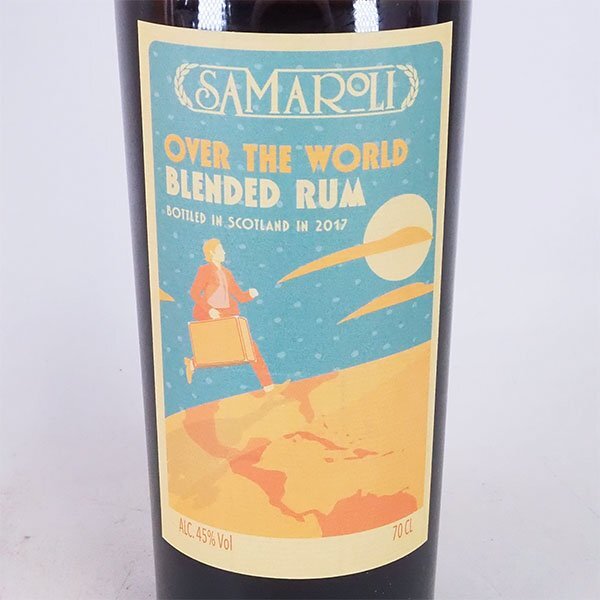 SAMAROLI
OVER THE WORLD
BLENDED RUM
BOTTLED IN SCOTLAND IN 2017
ALC. 45% Vol
70 CL